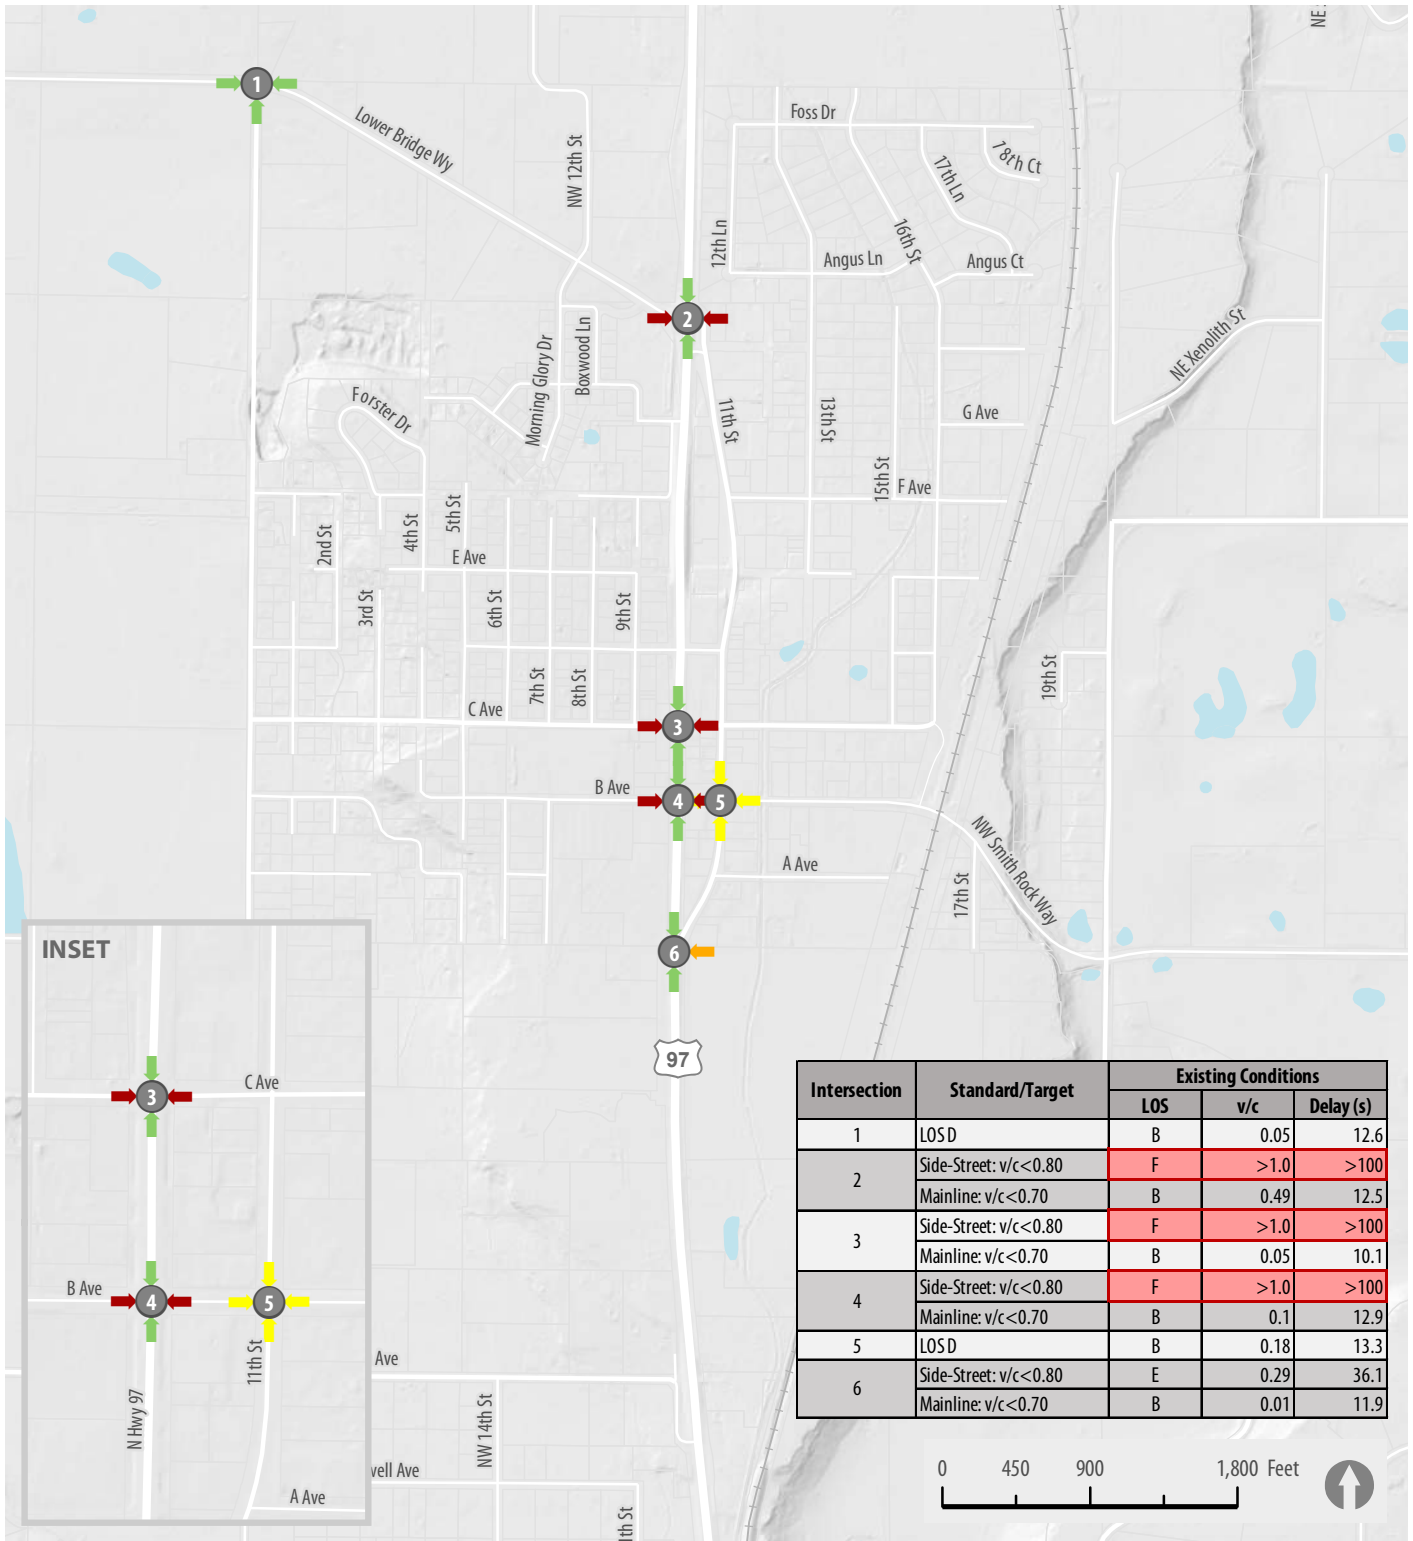 NE
1
Lower Bridge Wy
NW 12th St
Foss Dr
18th Ct
17th Ln
16th St
12th Ln
Angus Ln
Angus Ct
2
NE Xenolith St
Boxwood Ln
Morning Glory Dr
Forster Dr
11th St
13th St
G Ave
15th St
F Ave
2nd St
4th St
5th St
E Ave
3rd St
6th St
9th St
7th St
8th St
19th St
C Ave
3
B Ave
4
5
NW Smith Rock Way
A Ave
17th St
6
97
INSET
3
C Ave
B Ave
4
5
11th St
N Hwy 97
A Ave
Ave
NW 14th St
well Ave
1th St
Intersection Standard/Target Existing Conditions
LOS v/c Delay (s)
1 LOS D B 0.05 12.6
2 Side-Street: v/c<0.80 F >1.0 >100
Mainline: v/c<0.70 B 0.49 12.5
3 Side-Street: v/c<0.80 F >1.0 >100
Mainline: v/c<0.70 B 0.05 10.1
4 Side-Street: v/c<0.80 F >1.0 >100
Mainline: v/c<0.70 B 0.1 12.9
5 LOS D B 0.18 13.3
6 Side-Street: v/c<0.80 E 0.29 36.1
Mainline: v/c<0.70 B 0.01 11.9
0 450 900 1,800 Feet